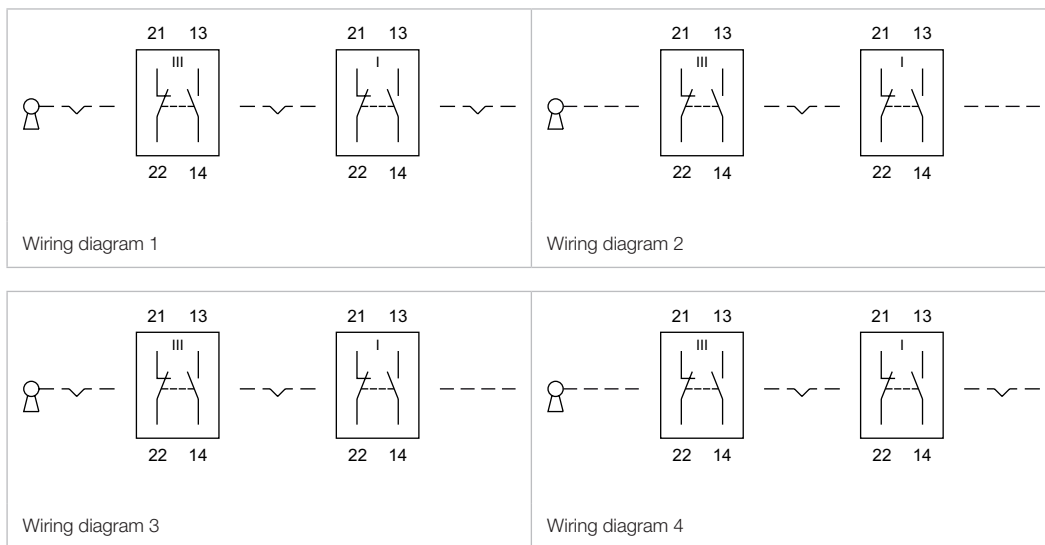 21 13 21 13 21 13 21 13
III I III I
22 14 22 14 22 14 22 14
Wiring diagram 1 Wiring diagram 2
21 13 21 13 21 13 21 13
III I III I
22 14 22 14 22 14 22 14
Wiring diagram 3 Wiring diagram 4